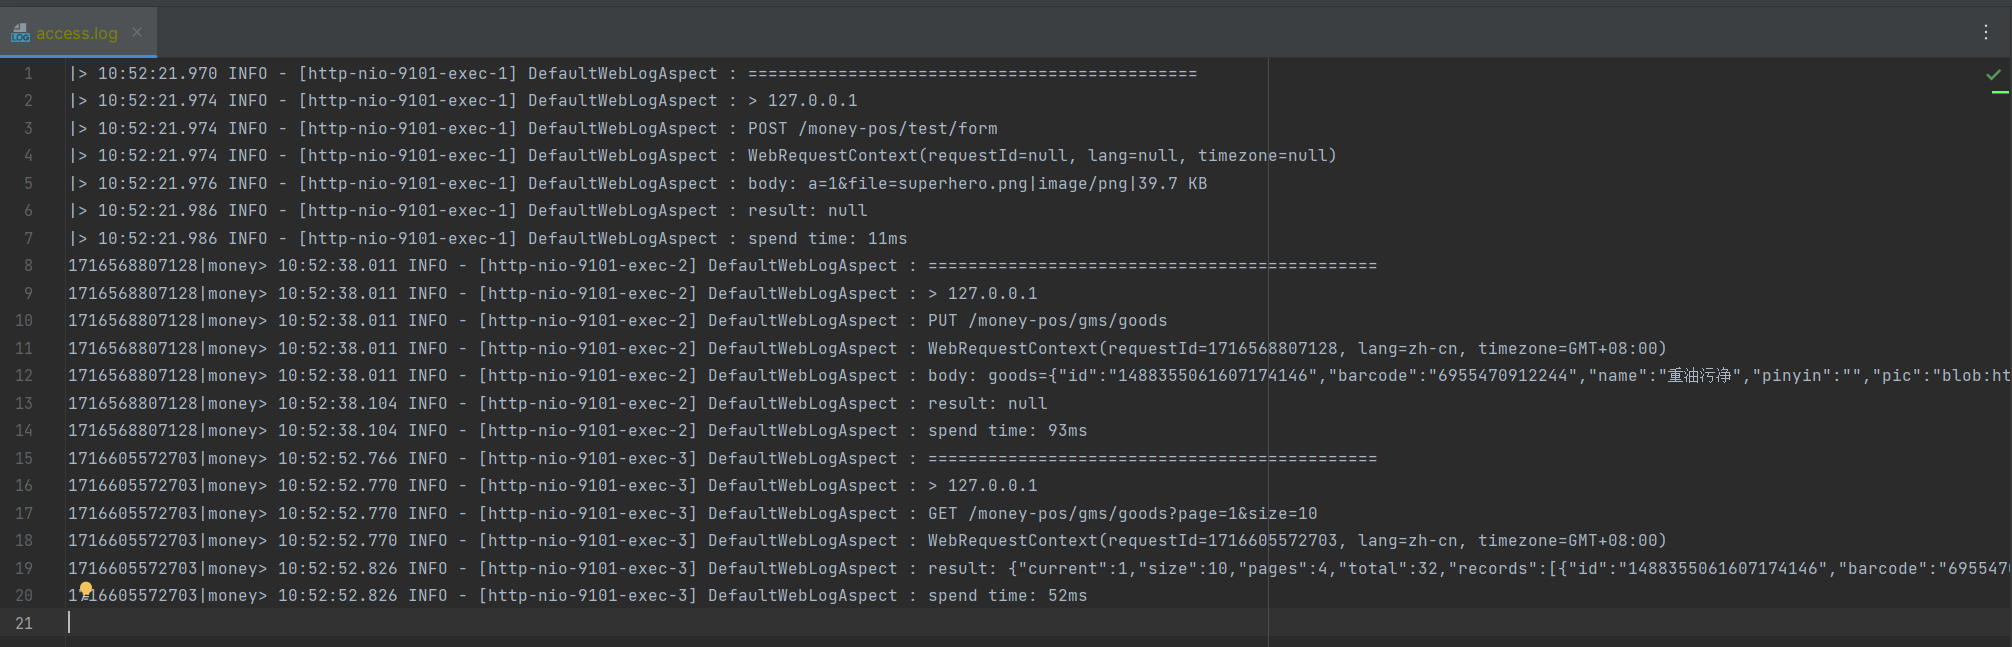 access.log
1 |> 10:52:21.970 INFO - [http-nio-9101-exec-1] DefaultWebLogAspect : =============================================
2 |> 10:52:21.974 INFO - [http-nio-9101-exec-1] DefaultWebLogAspect : > 127.0.0.1
3 |> 10:52:21.974 INFO - [http-nio-9101-exec-1] DefaultWebLogAspect : POST /money-pos/test/form
4 |> 10:52:21.974 INFO - [http-nio-9101-exec-1] DefaultWebLogAspect : WebRequestContext(requestId=null, lang=null, timezone=null)
5 |> 10:52:21.976 INFO - [http-nio-9101-exec-1] DefaultWebLogAspect : body: a=1&file=superhero.png|image/png|39.7 KB
6 |> 10:52:21.986 INFO - [http-nio-9101-exec-1] DefaultWebLogAspect : result: null
7 |> 10:52:21.986 INFO - [http-nio-9101-exec-1] DefaultWebLogAspect : spend time: 11ms
8 1716568807128|money> 10:52:38.011 INFO - [http-nio-9101-exec-2] DefaultWebLogAspect : =============================================
9 1716568807128|money> 10:52:38.011 INFO - [http-nio-9101-exec-2] DefaultWebLogAspect : > 127.0.0.1
10 1716568807128|money> 10:52:38.011 INFO - [http-nio-9101-exec-2] DefaultWebLogAspect : PUT /money-pos/gms/goods
11 1716568807128|money> 10:52:38.011 INFO - [http-nio-9101-exec-2] DefaultWebLogAspect : WebRequestContext(requestId=1716568807128, lang=zh-cn, timezone=GMT+08:00)
12 1716568807128|money> 10:52:38.011 INFO - [http-nio-9101-exec-2] DefaultWebLogAspect : body: goods={"id":"1488355061607174146","barcode":"6955470912244","name":"重油污净","pinyin":"","pic":"blob:ht
13 1716568807128|money> 10:52:38.104 INFO - [http-nio-9101-exec-2] DefaultWebLogAspect : result: null
14 1716568807128|money> 10:52:38.104 INFO - [http-nio-9101-exec-2] DefaultWebLogAspect : spend time: 93ms
15 1716605572703|money> 10:52:52.766 INFO - [http-nio-9101-exec-3] DefaultWebLogAspect : =============================================
16 1716605572703|money> 10:52:52.770 INFO - [http-nio-9101-exec-3] DefaultWebLogAspect : > 127.0.0.1
17 1716605572703|money> 10:52:52.770 INFO - [http-nio-9101-exec-3] DefaultWebLogAspect : GET /money-pos/gms/goods?page=1&size=10
18 1716605572703|money> 10:52:52.770 INFO - [http-nio-9101-exec-3] DefaultWebLogAspect : WebRequestContext(requestId=1716605572703, lang=zh-cn, timezone=GMT+08:00)
19 1716605572703|money> 10:52:52.826 INFO - [http-nio-9101-exec-3] DefaultWebLogAspect : result: {"current":1,"size":10,"pages":4,"total":32,"records":[{"id":"1488355061607174146","barcode":"695547
20 1716605572703|money> 10:52:52.826 INFO - [http-nio-9101-exec-3] DefaultWebLogAspect : spend time: 52ms
21